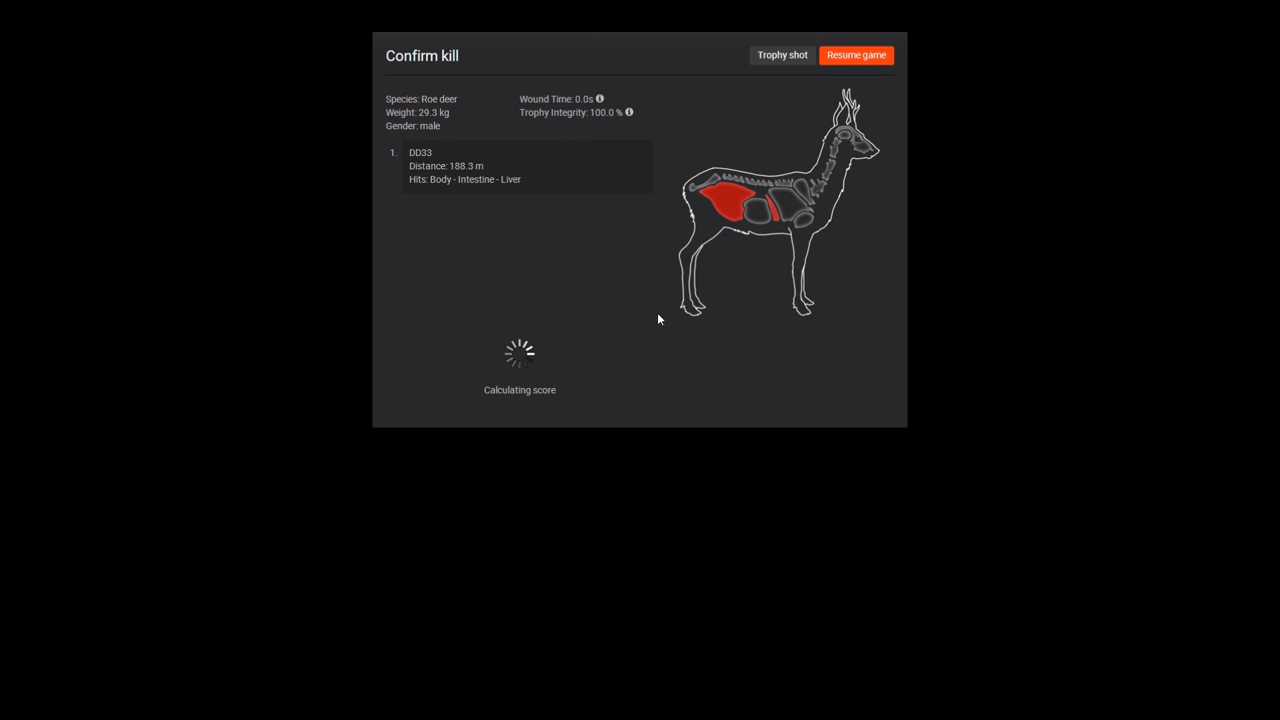 Confirm kill
Trophy shot
Resume game
Species: Roe deer
Weight: 29.3 kg
Gender: male
Wound Time: 0.0s
Trophy Integrity: 100.0 %
1.
DD33
Distance: 188.3 m
Hits: Body - Intestine - Liver
Calculating score